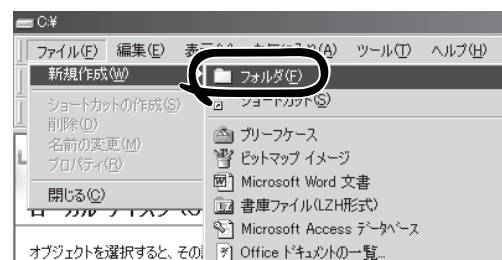 C:¥
ファイル(F) 編集(E) ツール(T) ヘルプ(H)
新規作成(W)
フォルダ(F)
ショートカットの作成(S)
ショートカット(S)
削除(D)
名前の変更(M)
プロパティ(R)
閉じる(C)
ブリーフケース
ビットマップ イメージ
Microsoft Word 文書
書庫ファイル(LZH形式)
Microsoft Access データベース
Office ドキュメントの一覧...
オブジェクトを選択すると、その